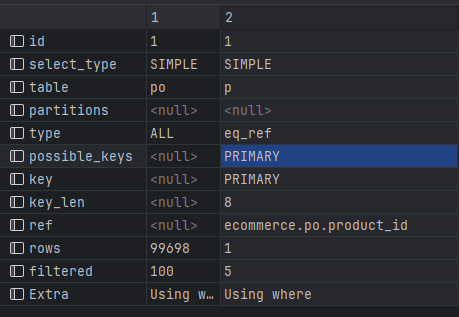 1 2
id 1 1
select_type SIMPLE SIMPLE
table po p
partitions <null> <null>
type ALL eq_ref
possible_keys <null> PRIMARY
key <null> PRIMARY
key_len <null> 8
ref <null> ecommerce.po.product_id
rows 99698 1
filtered 100 5
Extra Using w… Using where